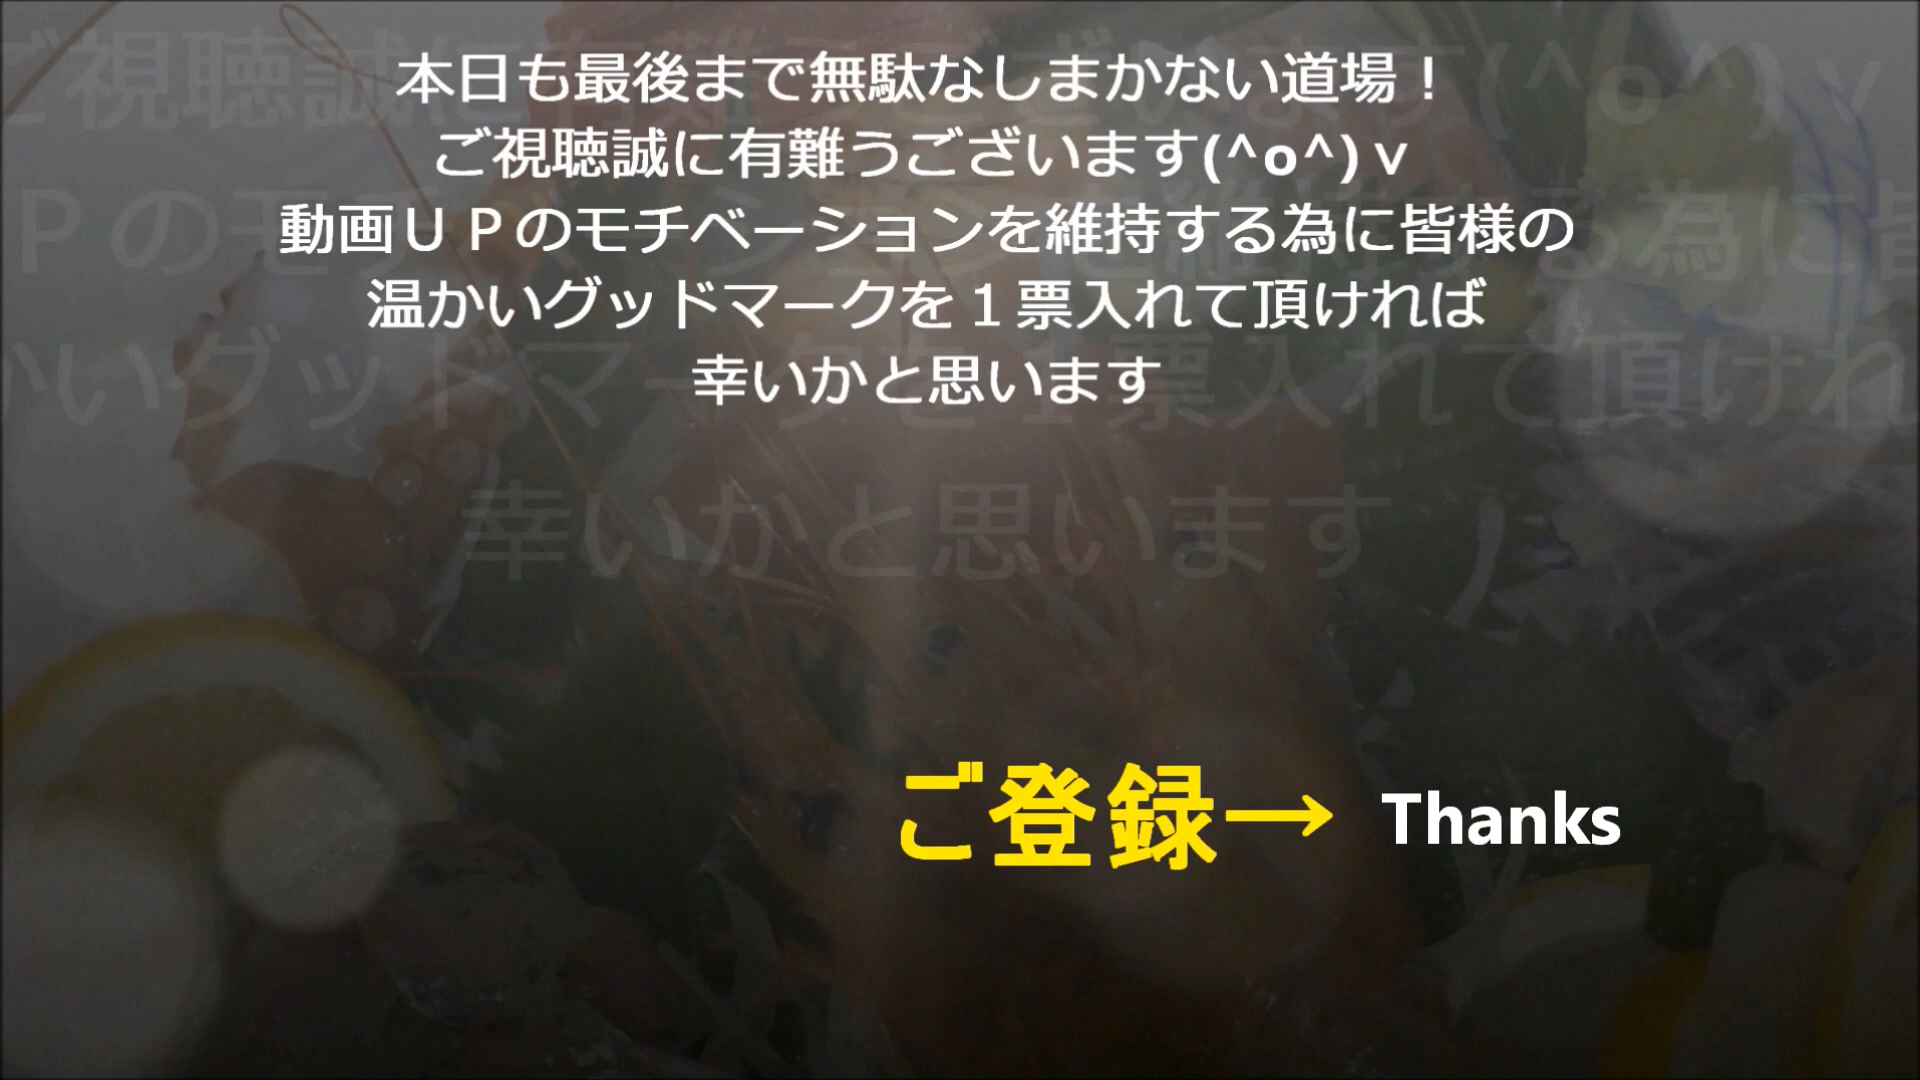 本日も最後まで無駄なしまかない道場！
ご視聴誠に有難うございます(^o^)ｖ
動画ＵＰのモチベーションを維持する為に皆様の
温かいグッドマークを１票入れて頂ければ
幸いかと思います
ご登録→ Thanks